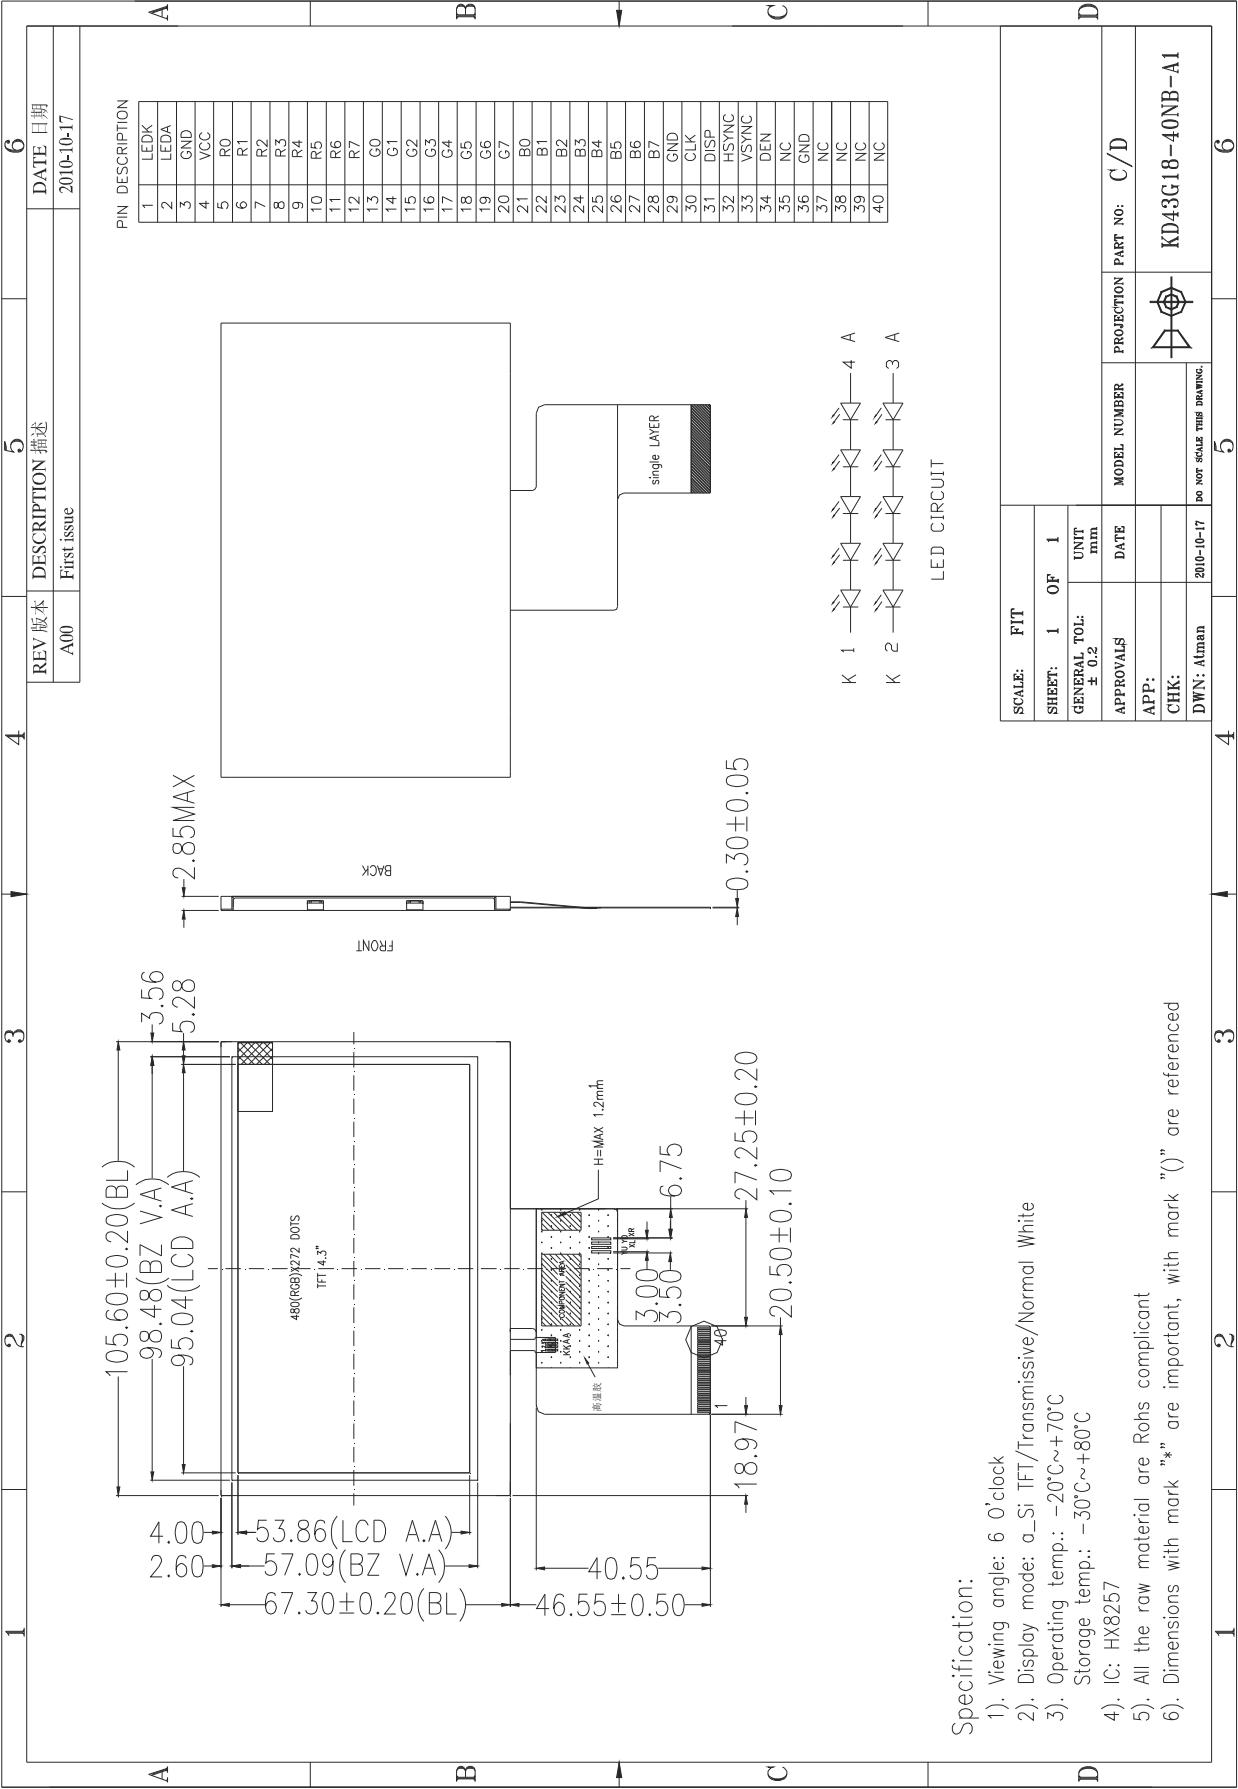 1
2
3
4
5
6
A
B
C
D
REV 版本 DESCRIPTION 描述 DATE 日期
A00 First issue 2010-10-17
105.60±0.20(BL)
98.48(BZ V.A)
95.04(LCD A.A)
3.56
5.28
4.00
2.60
53.86(LCD A.A)
57.09(BZ V.A)
67.30±0.20(BL)
480(RGB)X272 DOTS
TFT 4.3"
40.55
46.55±0.50
COMPONENT AREA
H=MAX 1.2mm
KKAA
高温胶
3.00
3.50
6.75
27.25±0.20
20.50±0.10
18.97
1
40
2.85MAX
FRONT
BACK
0.30±0.05
single LAYER
PIN DESCRIPTION
1 LEDK
2 LEDA
3 GND
4 VCC
5 R0
6 R1
7 R2
8 R3
9 R4
10 R5
11 R6
12 R7
13 G0
14 G1
15 G2
16 G3
17 G4
18 G5
19 G6
20 G7
21 B0
22 B1
23 B2
24 B3
25 B4
26 B5
27 B6
28 B7
29 GND
30 CLK
31 DISP
32 HSYNC
33 VSYNC
34 DEN
35 NC
36 GND
37 NC
38 NC
39 NC
40 NC
K 1 4 A
K 2 3 A
LED CIRCUIT
Specification:
1). Viewing angle: 6 O'clock
2). Display mode: a_Si TFT/Transmissive/Normal White
3). Operating temp.: -20°C~+70°C
Storage temp.: -30°C~+80°C
4). IC: HX8257
5). All the raw material are Rohs complicant
6). Dimensions with mark "*" are important, with mark "()" are referenced
SCALE: FIT
SHEET: 1 OF 1
GENERAL TOL: ± 0.2
UNIT mm
APPROVALS DATE
MODEL NUMBER
PROJECTION
PART NO: C/D
APP:
CHK:
DWN: Atman 2010-10-17
DO NOT SCALE THIS DRAWING.
KD43G18-40NB-A1
1
2
3
4
5
6
A
B
C
D